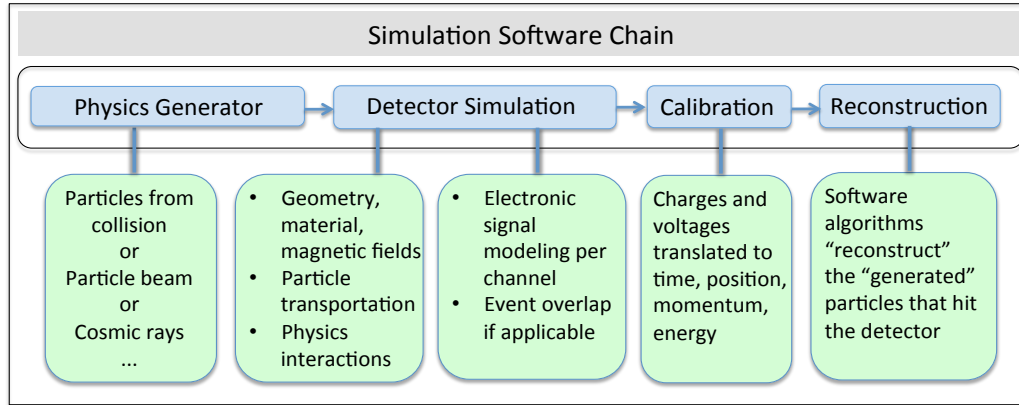 Simulation Software Chain
Physics Generator
Detector Simulation
Calibration
Reconstruction
Particles from
collision
or
Particle beam
or
Cosmic rays
...
• Geometry,
material,
magnetic fields
• Particle
transportation
• Physics
interactions
• Electronic
signal
modeling per
channel
• Event overlap
if applicable
Charges and
voltages
translated to
time, position,
momentum,
energy
Software
algorithms
“reconstruct”
the “generated”
particles that hit
the detector